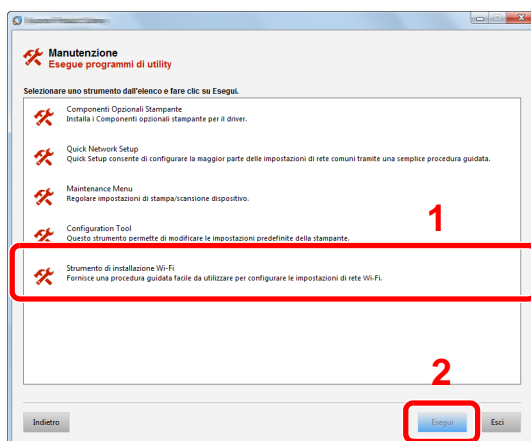 Manutenzione
Esegue programmi di utility
Selezionare uno strumento dall'elenco e fare clic su Esegui.
Componenti Opzionali Stampante
Installa i Componenti opzionali stampante per il driver.
Quick Network Setup
Quick Setup consente di configurare la maggior parte delle impostazioni di rete comuni tramite una semplice procedura guidata.
Maintenance Menu
Regolare impostazioni di stampa/scansione dispositivo.
1
Configuration Tool
Questo strumento permette di modificare le impostazioni predefinite della stampante.
Strumento di installazione Wi-Fi
Fornisce una procedura guidata facile da utilizzare per configurare le impostazioni di rete Wi-Fi.
2
Indietro
Esegui
Esci